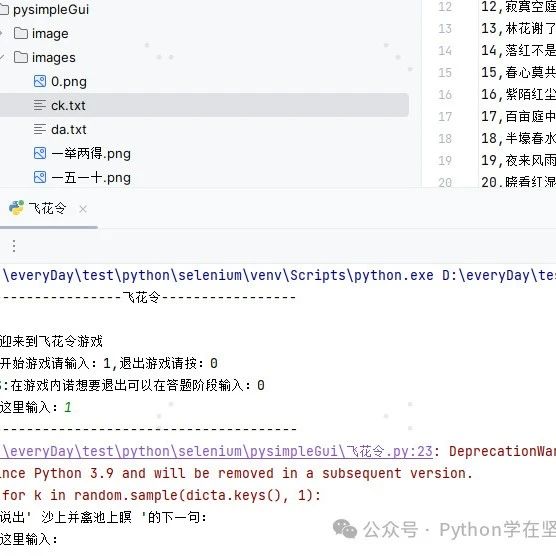 pysimpleGui
image
images
0.png
ck.txt
da.txt
一举两得.png
一五一十.png
12,寂寞空庭
13,林花谢了
14,落红不是
15,春心莫共
16,紫陌红尘
17,百亩庭中
18,半壕春水
19,夜来风雨
20,晓看红湿
12
13
14
15
16
17
18
19
20
飞花令
\everyDay\test\python\selenium\venv\Scripts\python.exe D:\everyDay\tes
----------------飞花令----------------
迎来到飞花令游戏
开始游戏请输入：1,退出游戏请按：0
:在游戏内诺想要退出可以在答题阶段输入：0
这里输入：1
------------------------------------
\everyDay\test\python\selenium\pysimpleGui\飞花令.py:23: DeprecationWar
ince Python 3.9 and will be removed in a subsequent version.
for k in random.sample(dicta.keys(), 1):
说出' 沙上并禽池上瞑 '的下一句：
这里输入：
公众号 · Python学在坚